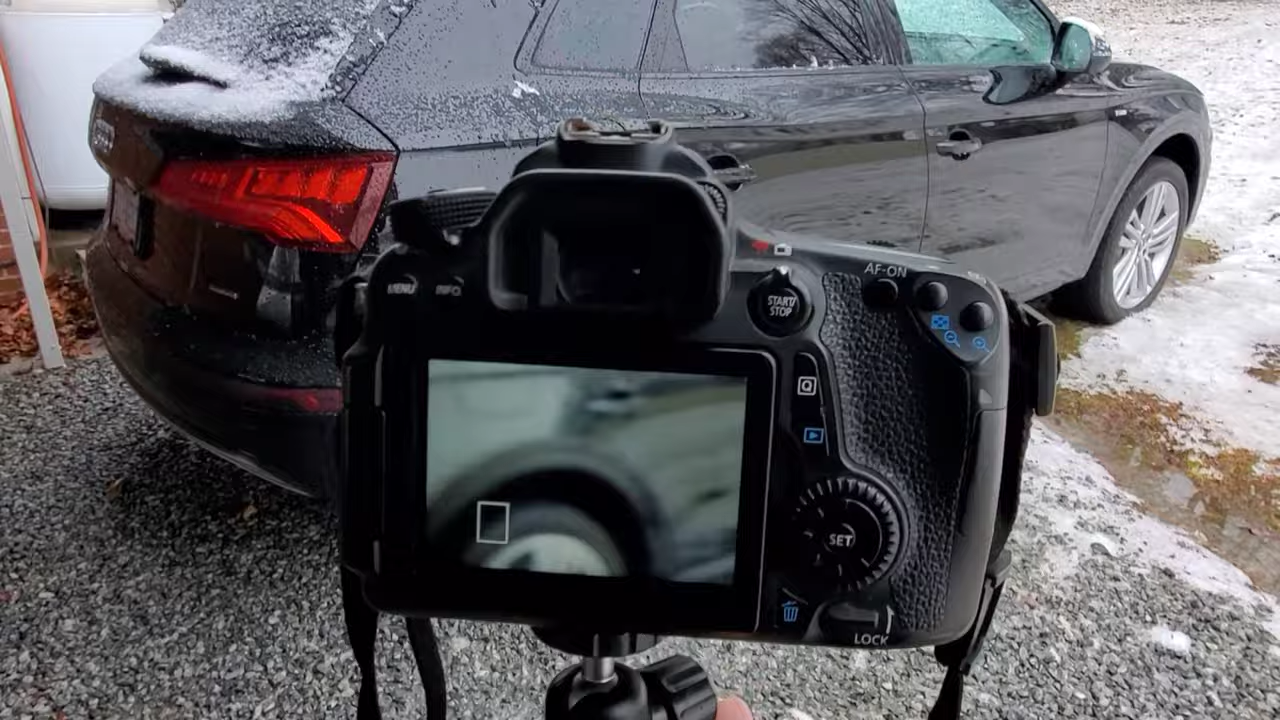 AF-ON
MENU
INFO
START/
STOP
Q
SET
LOCK